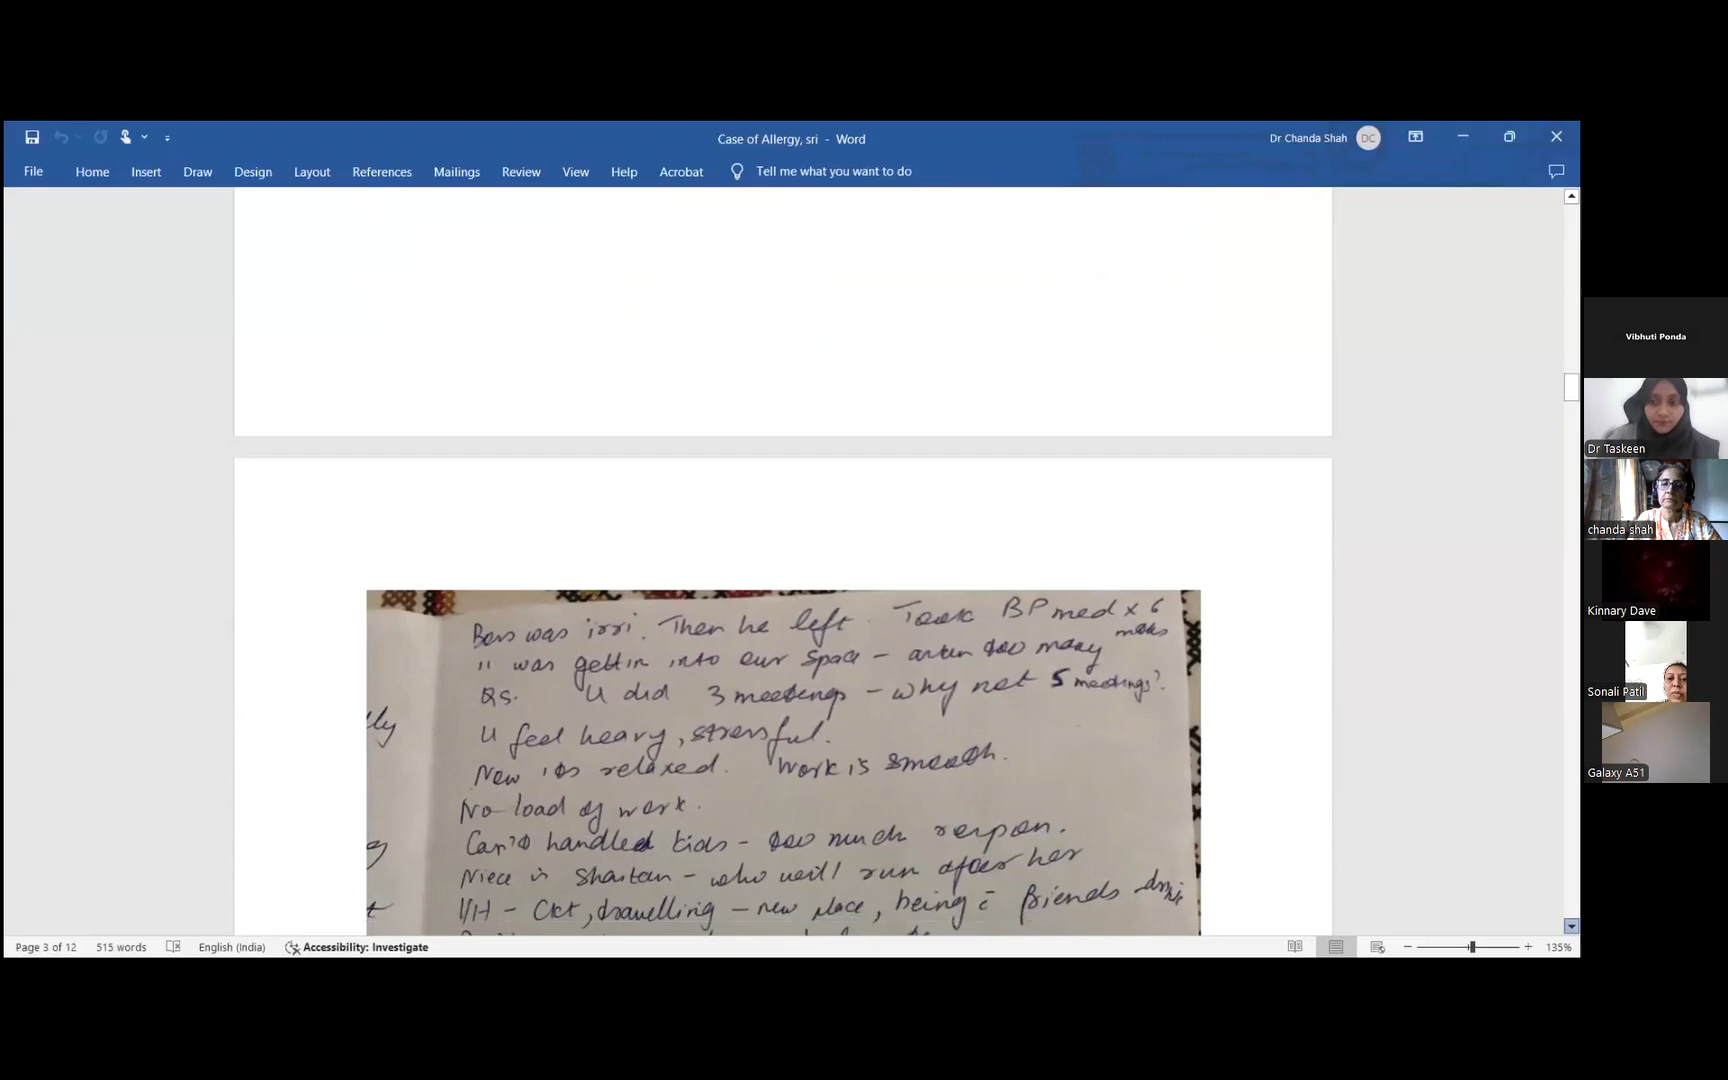 Case of Allergy, sri - Word
Dr Chanda Shah
DC
File Home Insert Draw Design Layout References Mailings Review View Help Acrobat Tell me what you want to do
Boss was irri. Then he left. Took BP med x 6
" was gettin into our space - too many
Qs. U did 3 meetings - why not 5 meetings?
U feel heavy, stressful.
Now relaxed. Work is smooth.
No load of work.
Can't handled kids - too much respon.
Niece is Shaitan - who will run after her
I/H - Ckt, travelling - new place, being c̄ friends
lly
Page 3 of 12 515 words English (India) Accessibility: Investigate 135%
Vibhuti Ponda
Dr Taskeen
chanda shah
Kinnary Dave
Sonali Patil
Galaxy A51